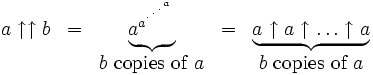 a ↑↑ b = a^{a^{⋰^{a}}} = a ↑ a ↑ … ↑ a
b copies of a b copies of a